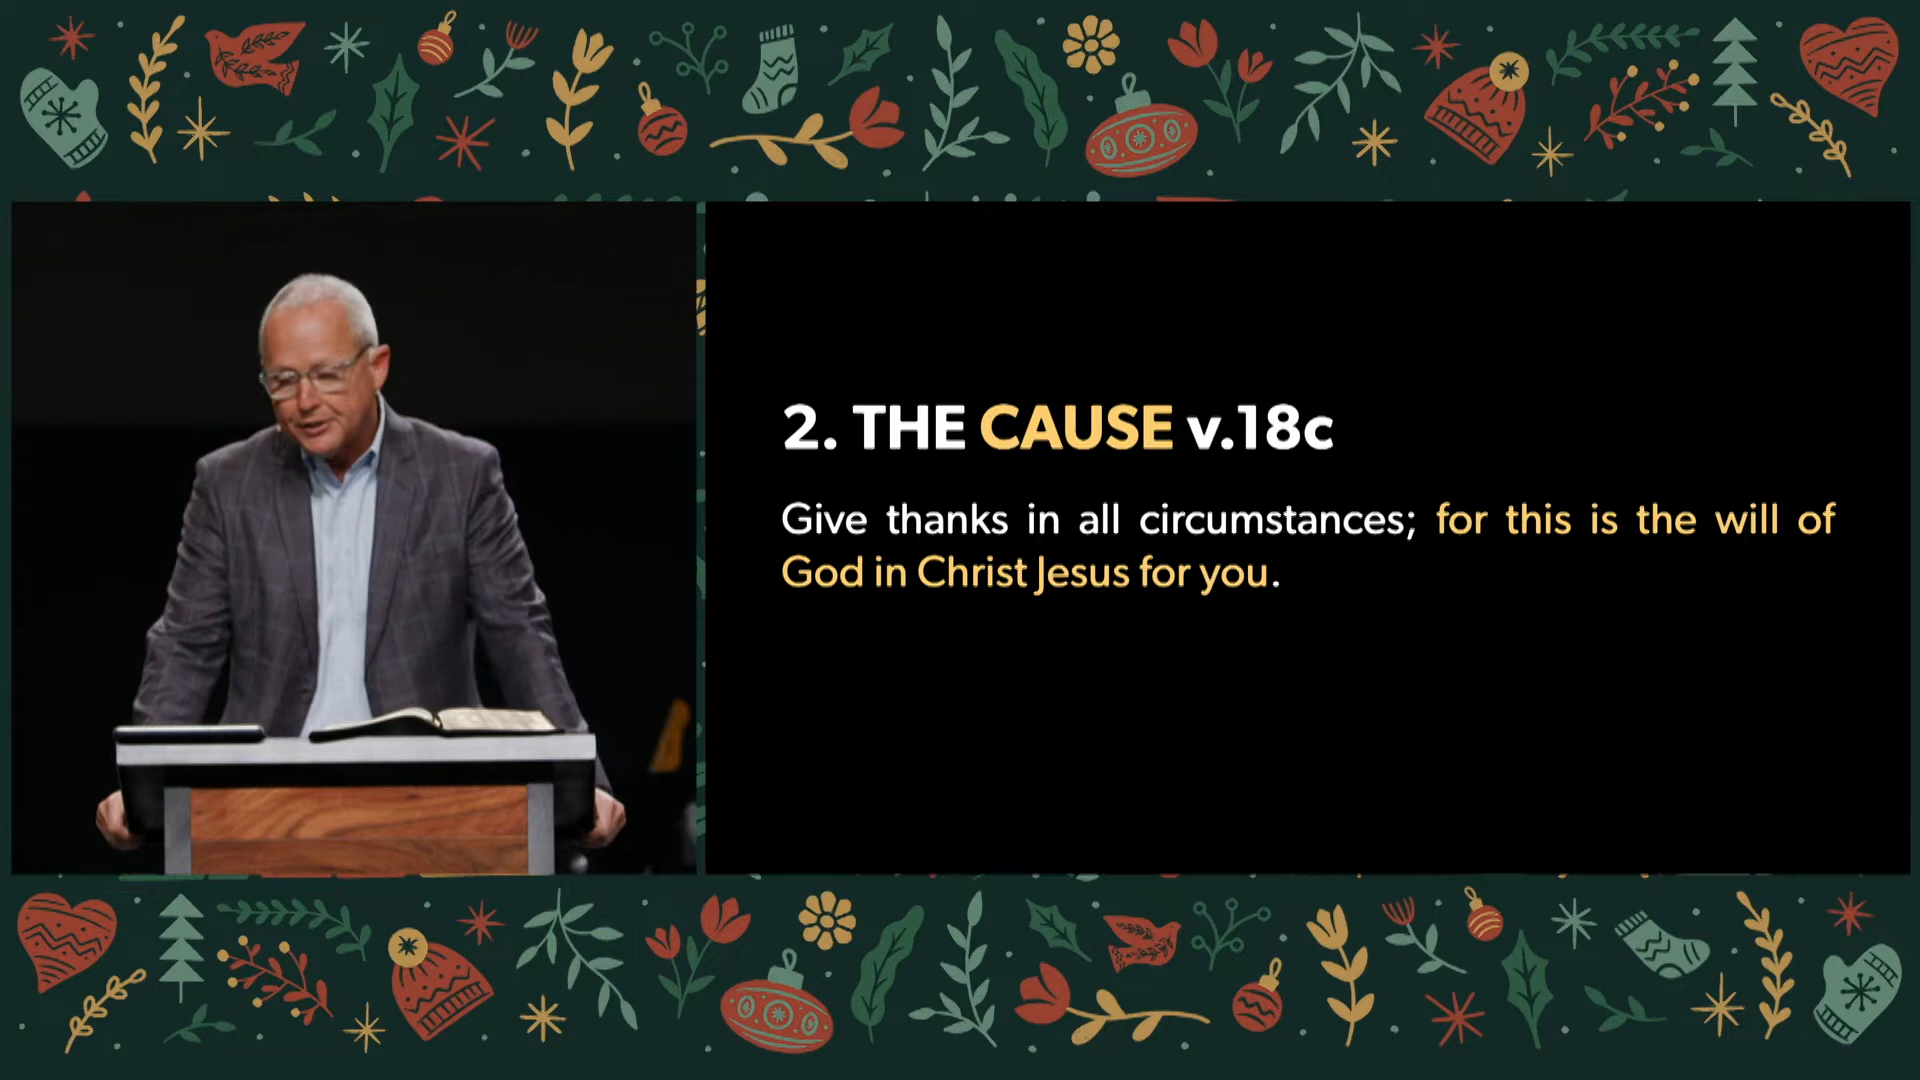 2. THE CAUSE v.18c
Give thanks in all circumstances; for this is the will of
God in Christ Jesus for you.